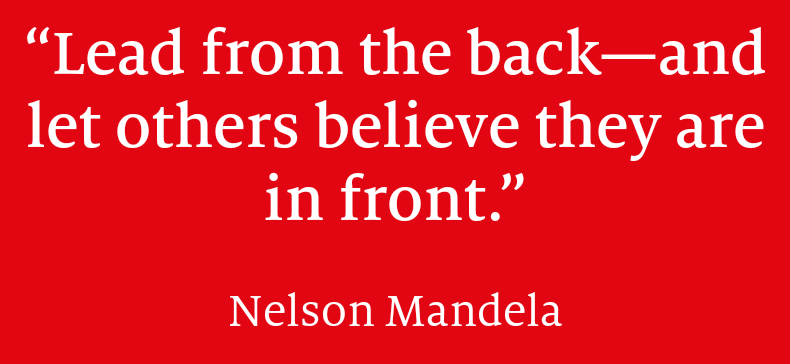 “Lead from the back—and
let others believe they are
in front.”
Nelson Mandela